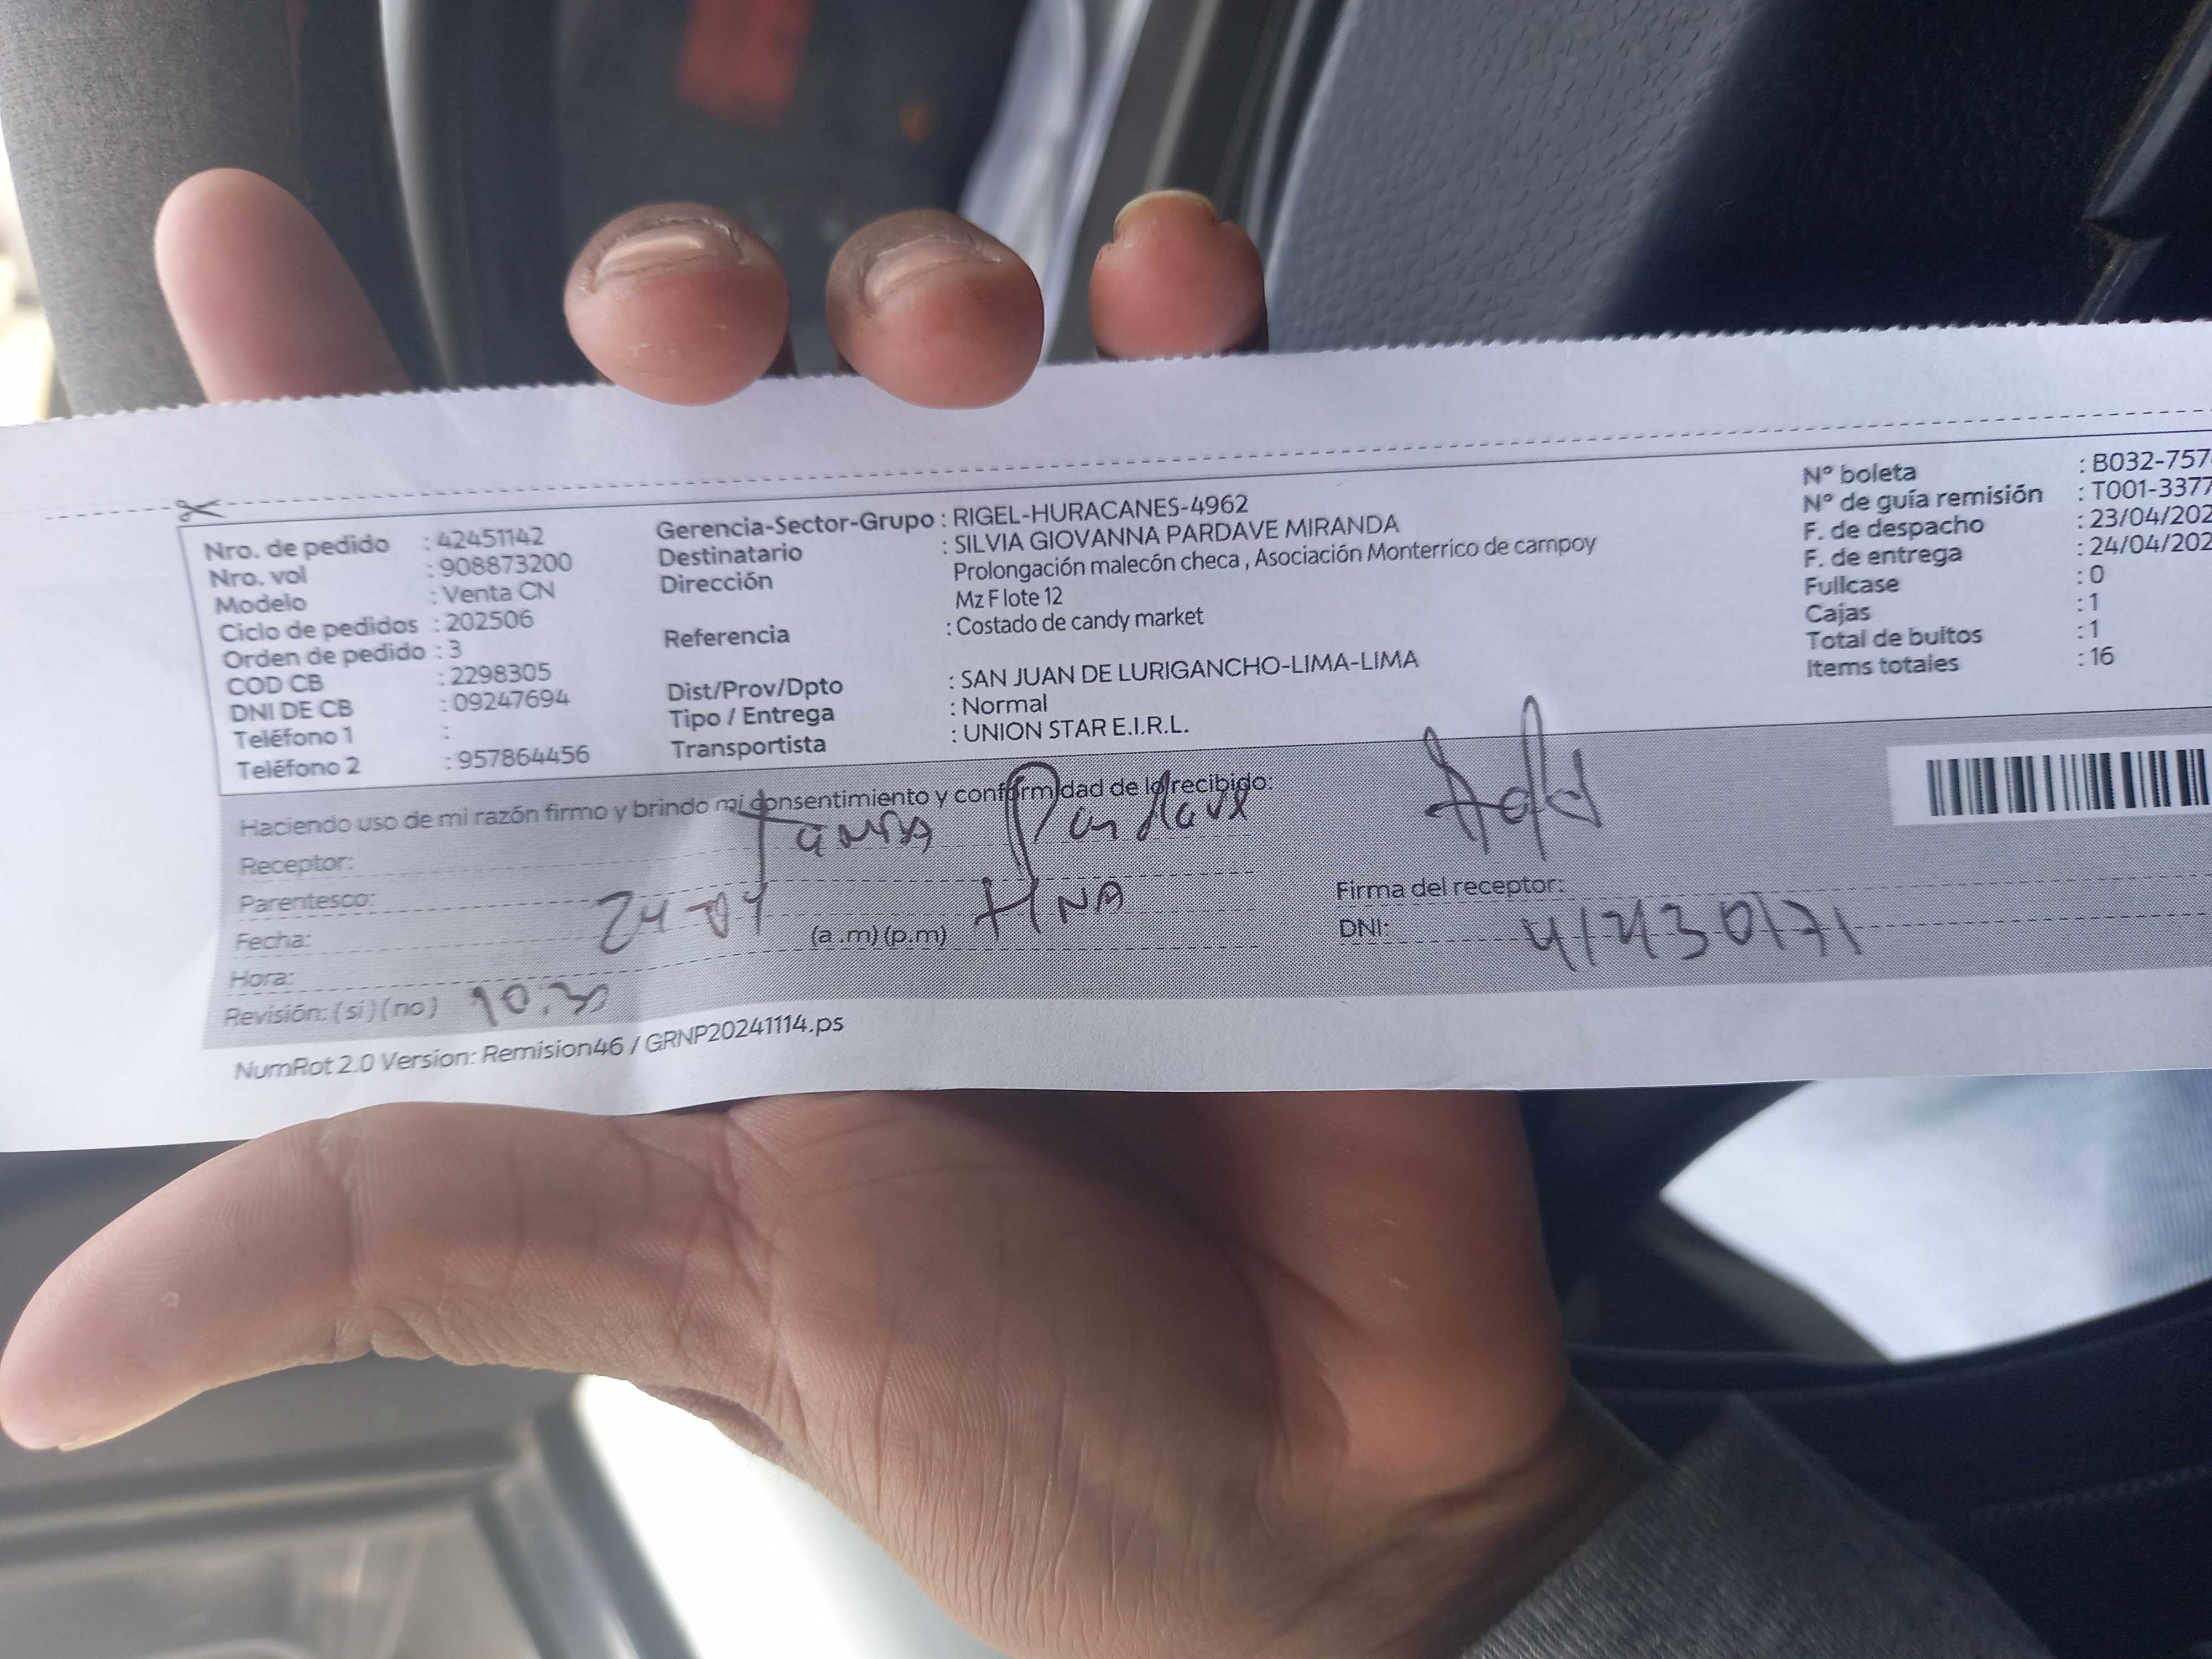 Nro. de pedido : 42451142
Nro. vol : 908873200
Modelo : Venta CN
Ciclo de pedidos : 202506
Orden de pedido : 3
COD CB : 2298305
DNI DE CB : 09247694
Teléfono 1 :
Teléfono 2 : 957864456
Gerencia-Sector-Grupo : RIGEL-HURACANES-4962
Destinatario : SILVIA GIOVANNA PARDAVE MIRANDA
Dirección Prolongación malecón checa , Asociación Monterrico de campoy
Mz F lote 12
Referencia : Costado de candy market
Dist/Prov/Dpto : SAN JUAN DE LURIGANCHO-LIMA-LIMA
Tipo / Entrega : Normal
Transportista : UNION STAR E.I.R.L.
N° boleta : B032-757
N° de guía remisión : T001-3377
F. de despacho : 23/04/202
F. de entrega : 24/04/202
Fullcase : 0
Cajas : 1
Total de bultos : 1
Items totales : 16
Haciendo uso de mi razón firmo y brindo mi consentimiento y conformidad de lo recibido:
Receptor: Pardave
Parentesco: HNA
Fecha: 24-04 (a .m) (p.m)
Hora: 10:30
Revisión: ( si ) ( no )
Firma del receptor:
DNI:
NumRot 2.0 Version: Remision46 / GRNP20241114.ps